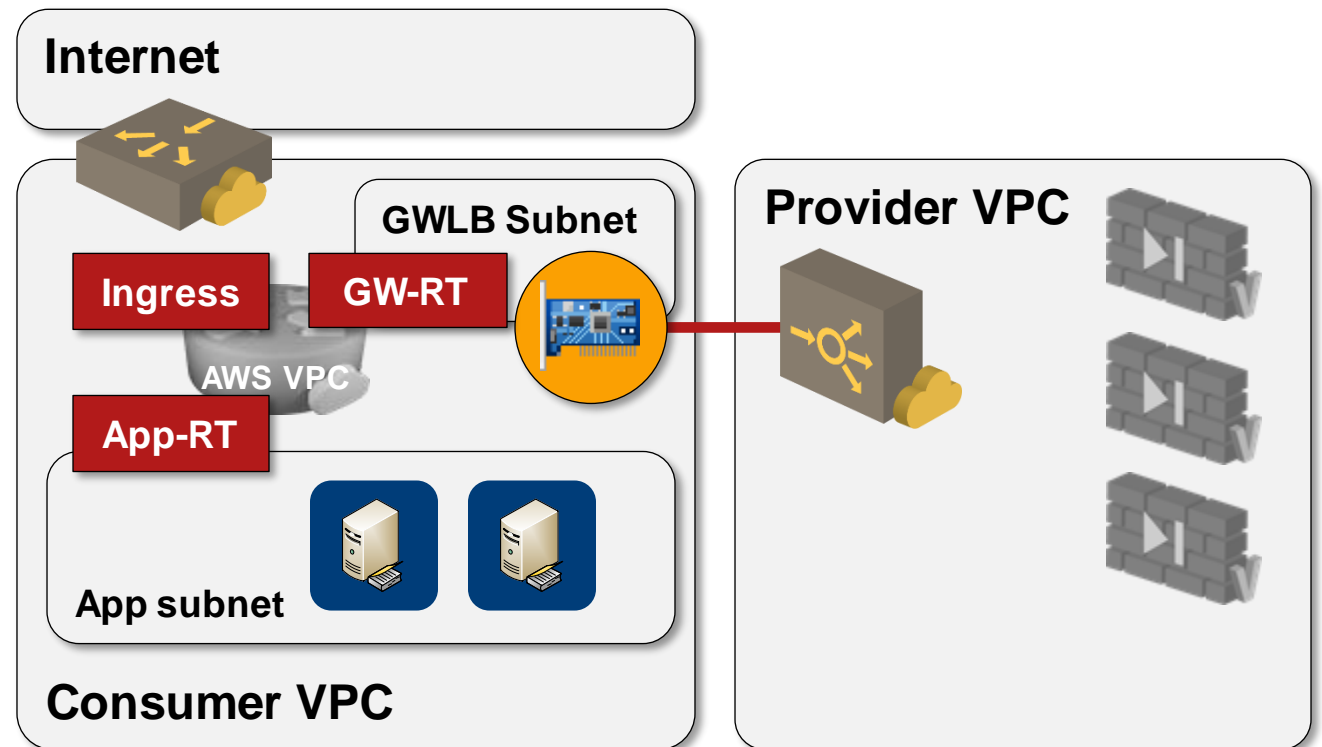 Internet
GWLB Subnet
Provider VPC
Ingress
GW-RT
AWS VPC
App-RT
App subnet
Consumer VPC